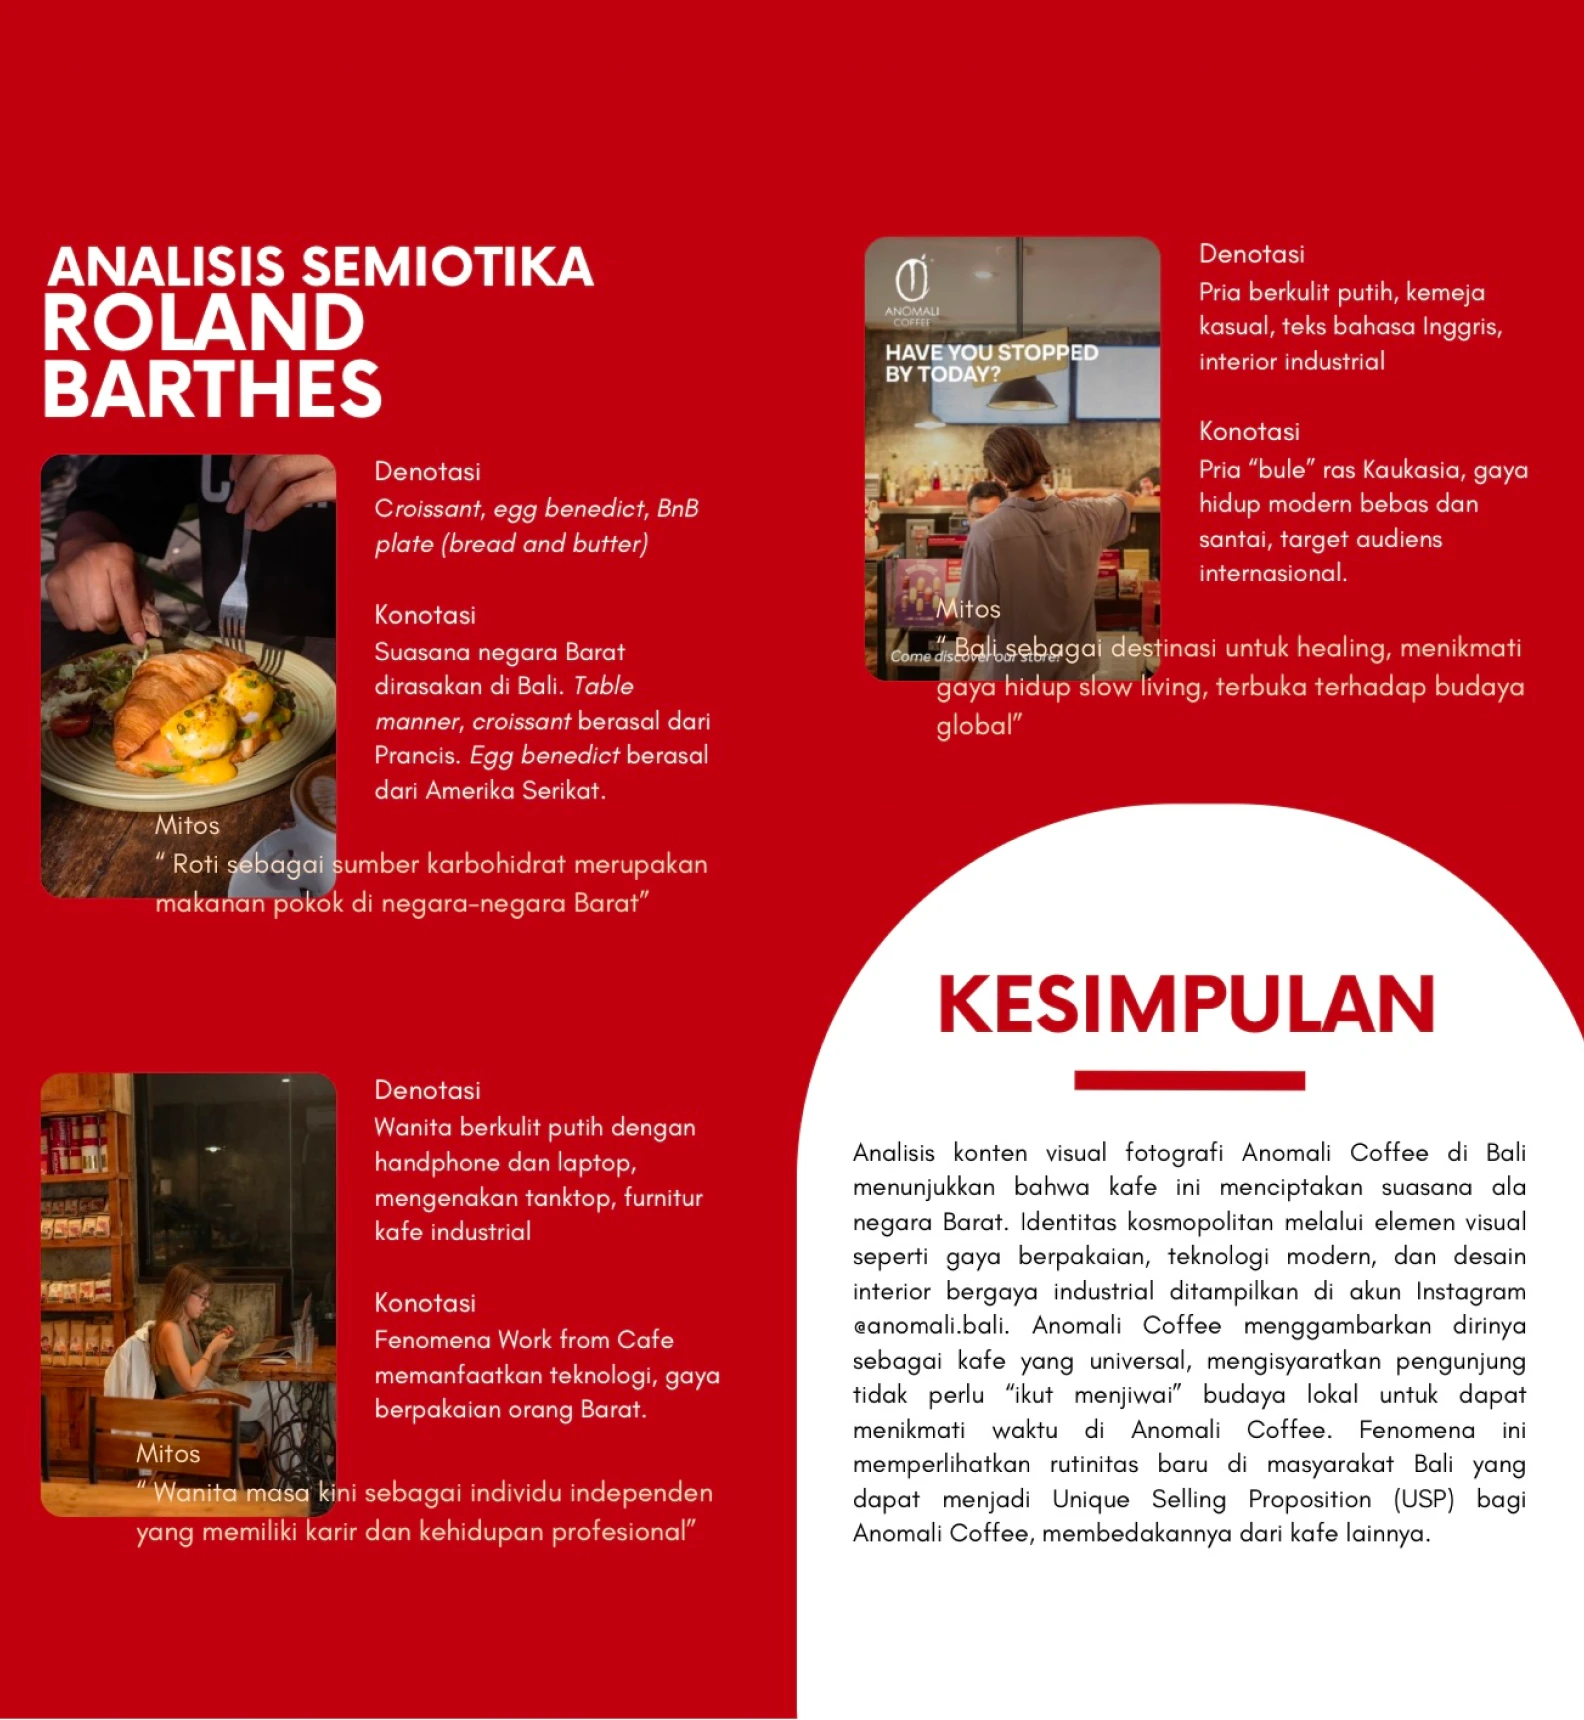 ANALISIS SEMIOTIKA
ROLAND
BARTHES
Denotasi
Croissant, egg benedict, BnB
plate (bread and butter)
Konotasi
Suasana negara Barat
dirasakan di Bali. Table
manner, croissant berasal dari
Prancis. Egg benedict berasal
dari Amerika Serikat.
Mitos
“ Roti sebagai sumber karbohidrat merupakan
makanan pokok di negara-negara Barat”
Denotasi
Wanita berkulit putih dengan
handphone dan laptop,
mengenakan tanktop, furnitur
kafe industrial
Konotasi
Fenomena Work from Cafe
memanfaatkan teknologi, gaya
berpakaian orang Barat.
Mitos
“ Wanita masa kini sebagai individu independen
yang memiliki karir dan kehidupan profesional”
ANOMALI
COFFEE
HAVE YOU STOPPED
BY TODAY?
Come discover our store!
Denotasi
Pria berkulit putih, kemeja
kasual, teks bahasa Inggris,
interior industrial
Konotasi
Pria “bule” ras Kaukasia, gaya
hidup modern bebas dan
santai, target audiens
internasional.
Mitos
“ Bali sebagai destinasi untuk healing, menikmati
gaya hidup slow living, terbuka terhadap budaya
global”
KESIMPULAN
Analisis konten visual fotografi Anomali Coffee di Bali
menunjukkan bahwa kafe ini menciptakan suasana ala
negara Barat. Identitas kosmopolitan melalui elemen visual
seperti gaya berpakaian, teknologi modern, dan desain
interior bergaya industrial ditampilkan di akun Instagram
@anomali.bali. Anomali Coffee menggambarkan dirinya
sebagai kafe yang universal, mengisyaratkan pengunjung
tidak perlu “ikut menjiwai” budaya lokal untuk dapat
menikmati waktu di Anomali Coffee. Fenomena ini
memperlihatkan rutinitas baru di masyarakat Bali yang
dapat menjadi Unique Selling Proposition (USP) bagi
Anomali Coffee, membedakannya dari kafe lainnya.